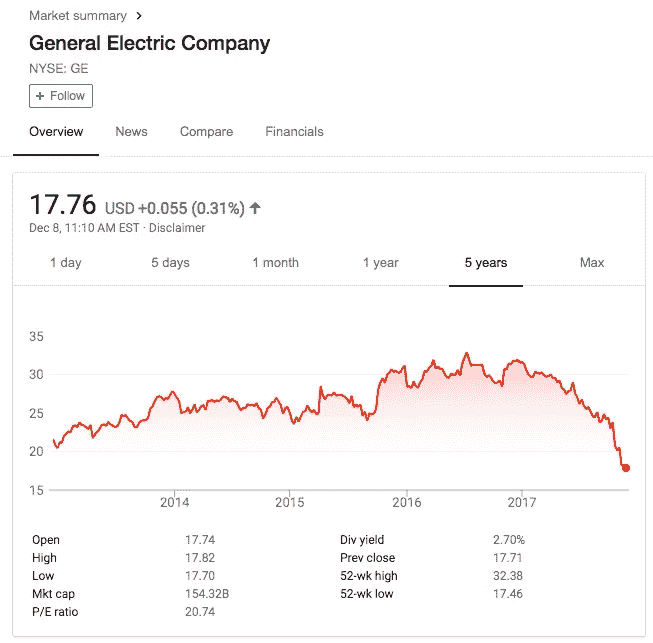 Market summary >
General Electric Company
NYSE: GE
+ Follow
Overview News Compare Financials
17.76 USD +0.055 (0.31%) ↑
Dec 8, 11:10 AM EST · Disclaimer
1 day 5 days 1 month 1 year 5 years Max
35
30
25
20
15
2014 2015 2016 2017
Open 17.74 Div yield 2.70%
High 17.82 Prev close 17.71
Low 17.70 52-wk high 32.38
Mkt cap 154.32B 52-wk low 17.46
P/E ratio 20.74